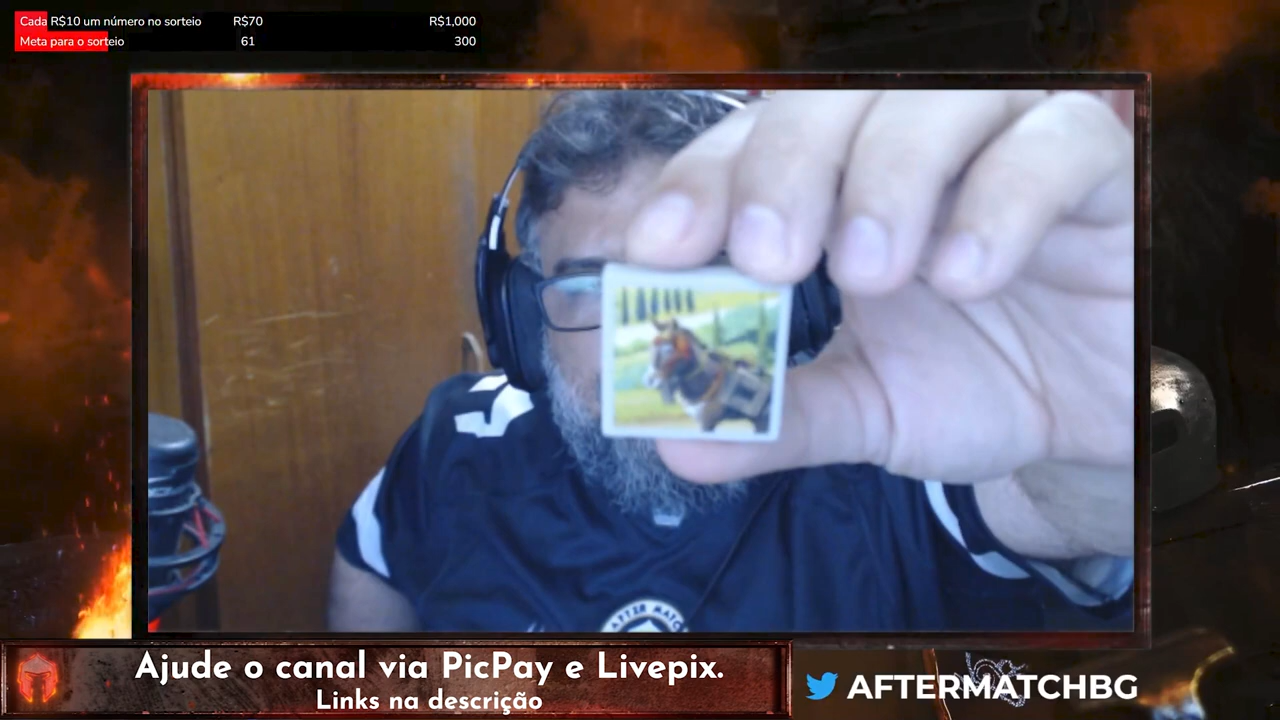 Cada R$10 um número no sorteio R$70 R$1,000
Meta para o sorteio 61 300
Ajude o canal via PicPay e Livepix.
Links na descrição
AFTERMATCHBG